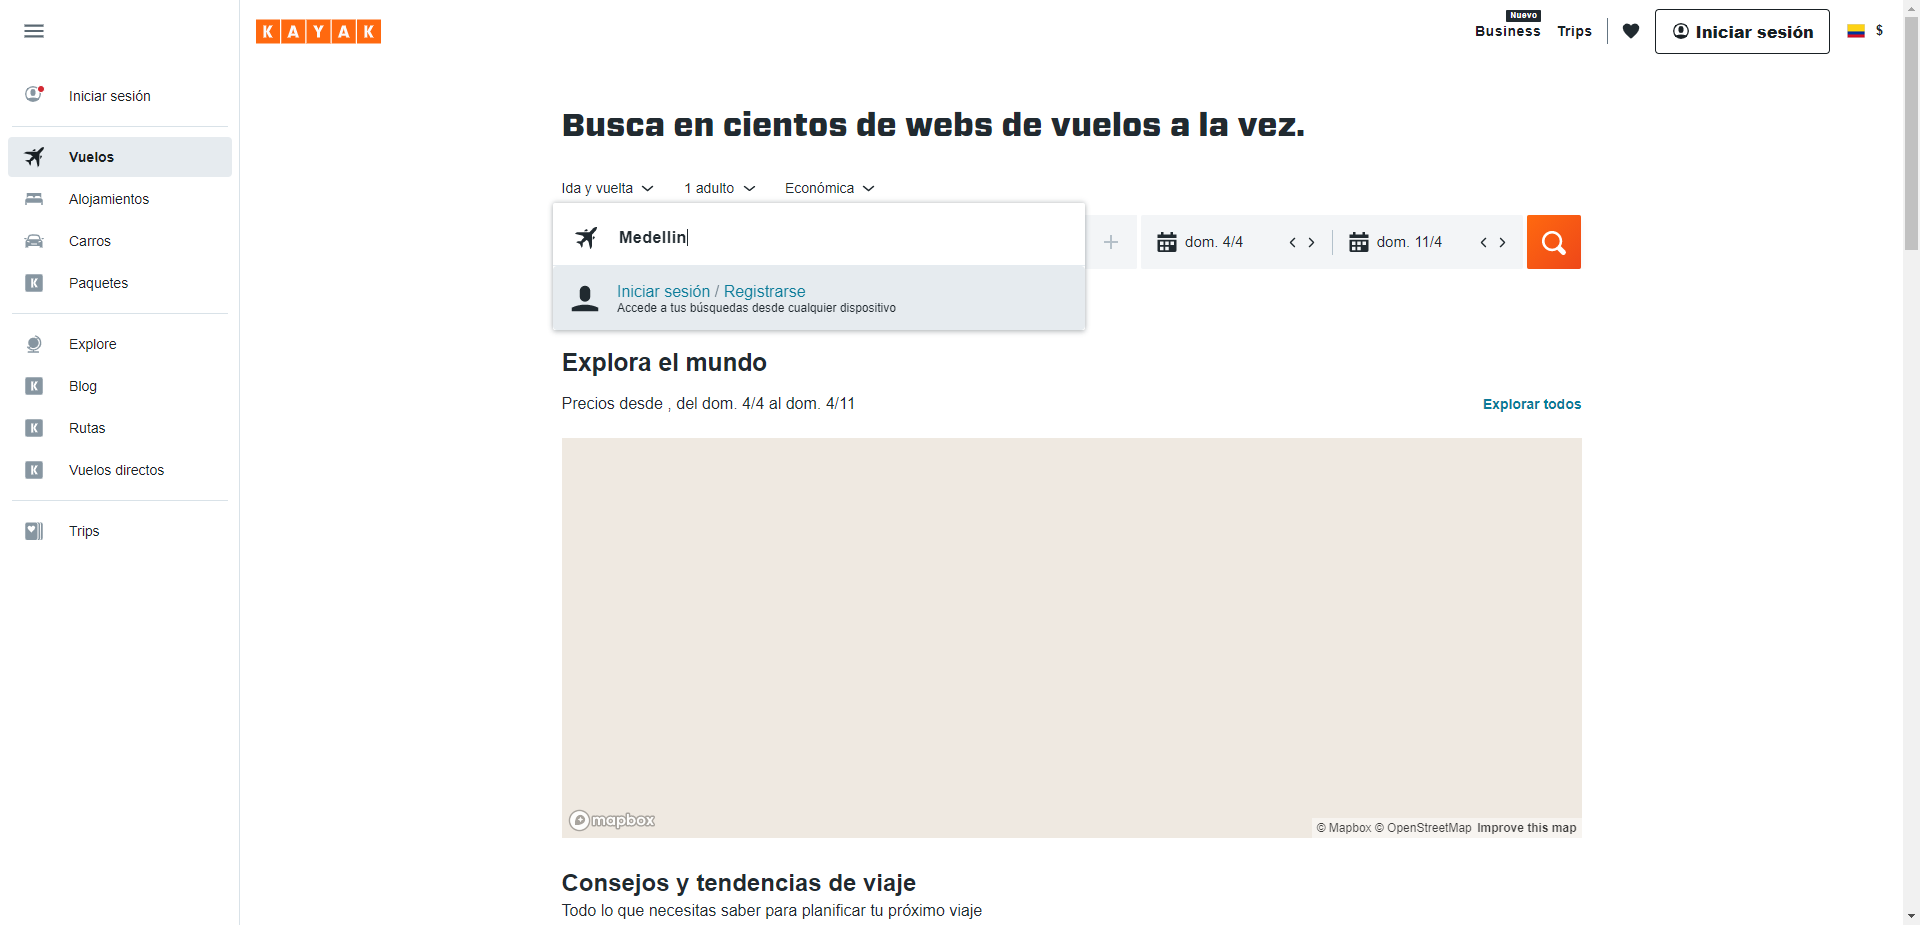 KAYAK
Nuevo
Business
Trips
Iniciar sesión
$
Iniciar sesión
Vuelos
Alojamientos
Carros
K Paquetes
Explore
K Blog
K Rutas
K Vuelos directos
Trips
Busca en cientos de webs de vuelos a la vez.
Ida y vuelta 1 adulto Económica
Medellin
dom. 4/4 dom. 11/4
Iniciar sesión / Registrarse
Accede a tus búsquedas desde cualquier dispositivo
Explora el mundo
Precios desde , del dom. 4/4 al dom. 4/11
Explorar todos
mapbox
© Mapbox © OpenStreetMap Improve this map
Consejos y tendencias de viaje
Todo lo que necesitas saber para planificar tu próximo viaje